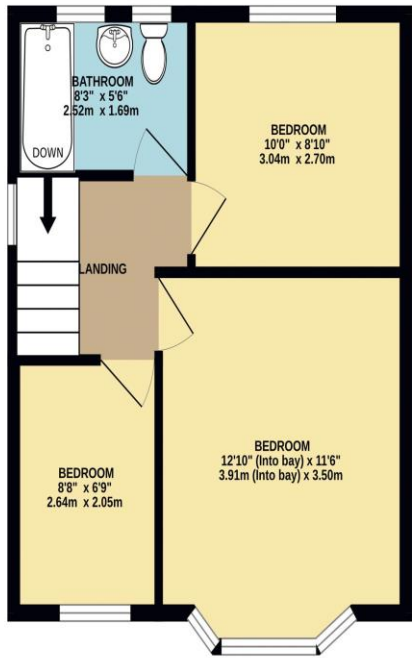 BATHROOM
8'3" x 5'6"
2.52m x 1.69m
DOWN
BEDROOM
10'0" x 8'10"
3.04m x 2.70m
LANDING
BEDROOM
12'10" (Into bay) x 11'6"
3.91m (Into bay) x 3.50m
BEDROOM
8'8" x 6'9"
2.64m x 2.05m